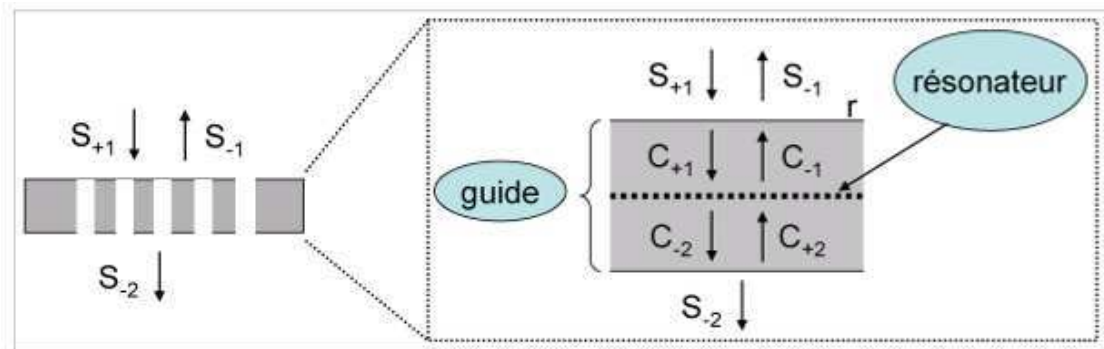 S+1 S-1
S-2
S+1 S-1
résonateur
r
C+1 C-1
guide
C-2 C+2
S-2